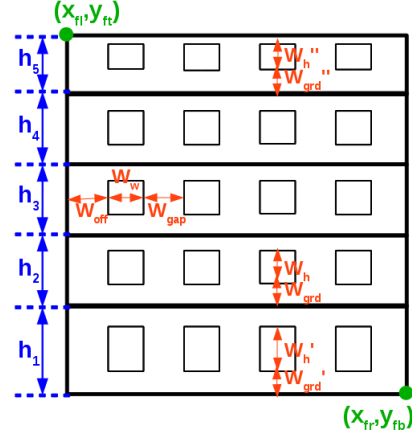 (x_fl,y_ft)
h_5
W_h''
W_grd''
h_4
h_3
W_w
W_off
W_gap
h_2
W_h
W_grd
h_1
W_h'
W_grd'
(x_fr,y_fb)